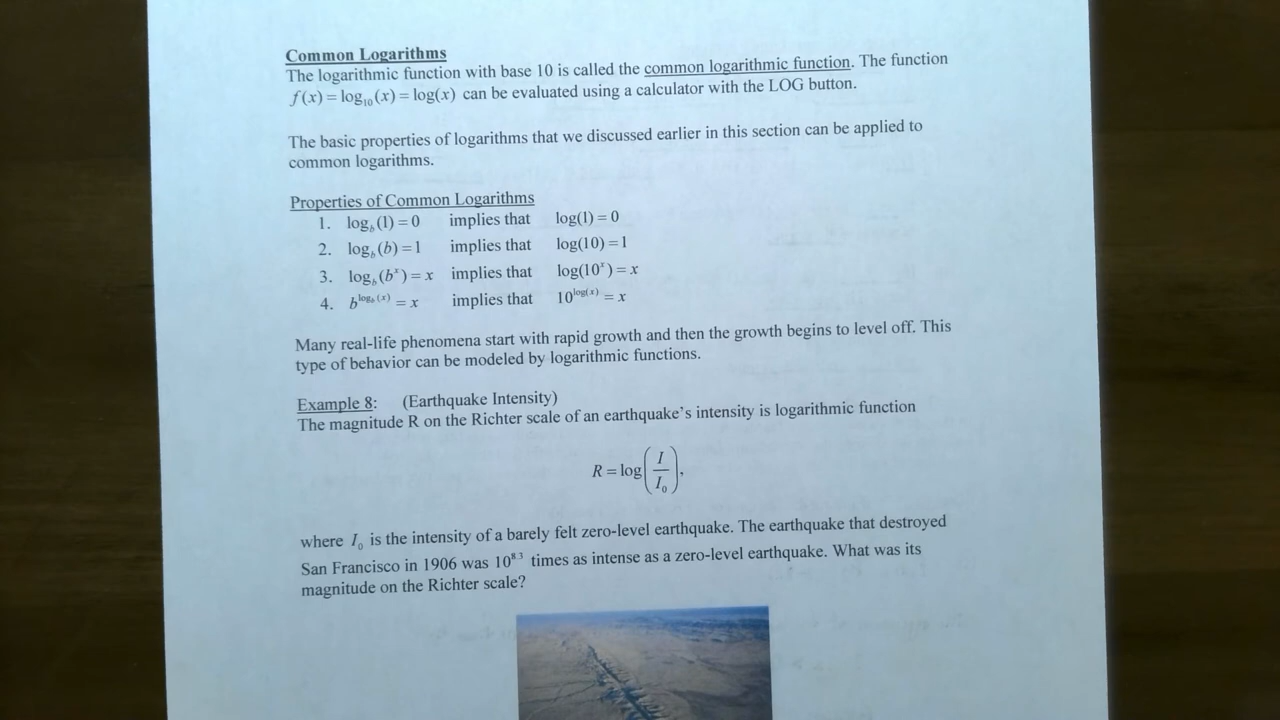 Common Logarithms
The logarithmic function with base 10 is called the common logarithmic function. The function
f(x) = log₁₀(x) = log(x) can be evaluated using a calculator with the LOG button.
The basic properties of logarithms that we discussed earlier in this section can be applied to
common logarithms.
Properties of Common Logarithms
1. log_b(1) = 0 implies that log(1) = 0
2. log_b(b) = 1 implies that log(10) = 1
3. log_b(b^x) = x implies that log(10^x) = x
4. b^(log_b(x)) = x implies that 10^(log(x)) = x
Many real-life phenomena start with rapid growth and then the growth begins to level off. This
type of behavior can be modeled by logarithmic functions.
Example 8: (Earthquake Intensity)
The magnitude R on the Richter scale of an earthquake's intensity is logarithmic function
R = log(I/I₀),
where I₀ is the intensity of a barely felt zero-level earthquake. The earthquake that destroyed
San Francisco in 1906 was 10^8.3 times as intense as a zero-level earthquake. What was its
magnitude on the Richter scale?